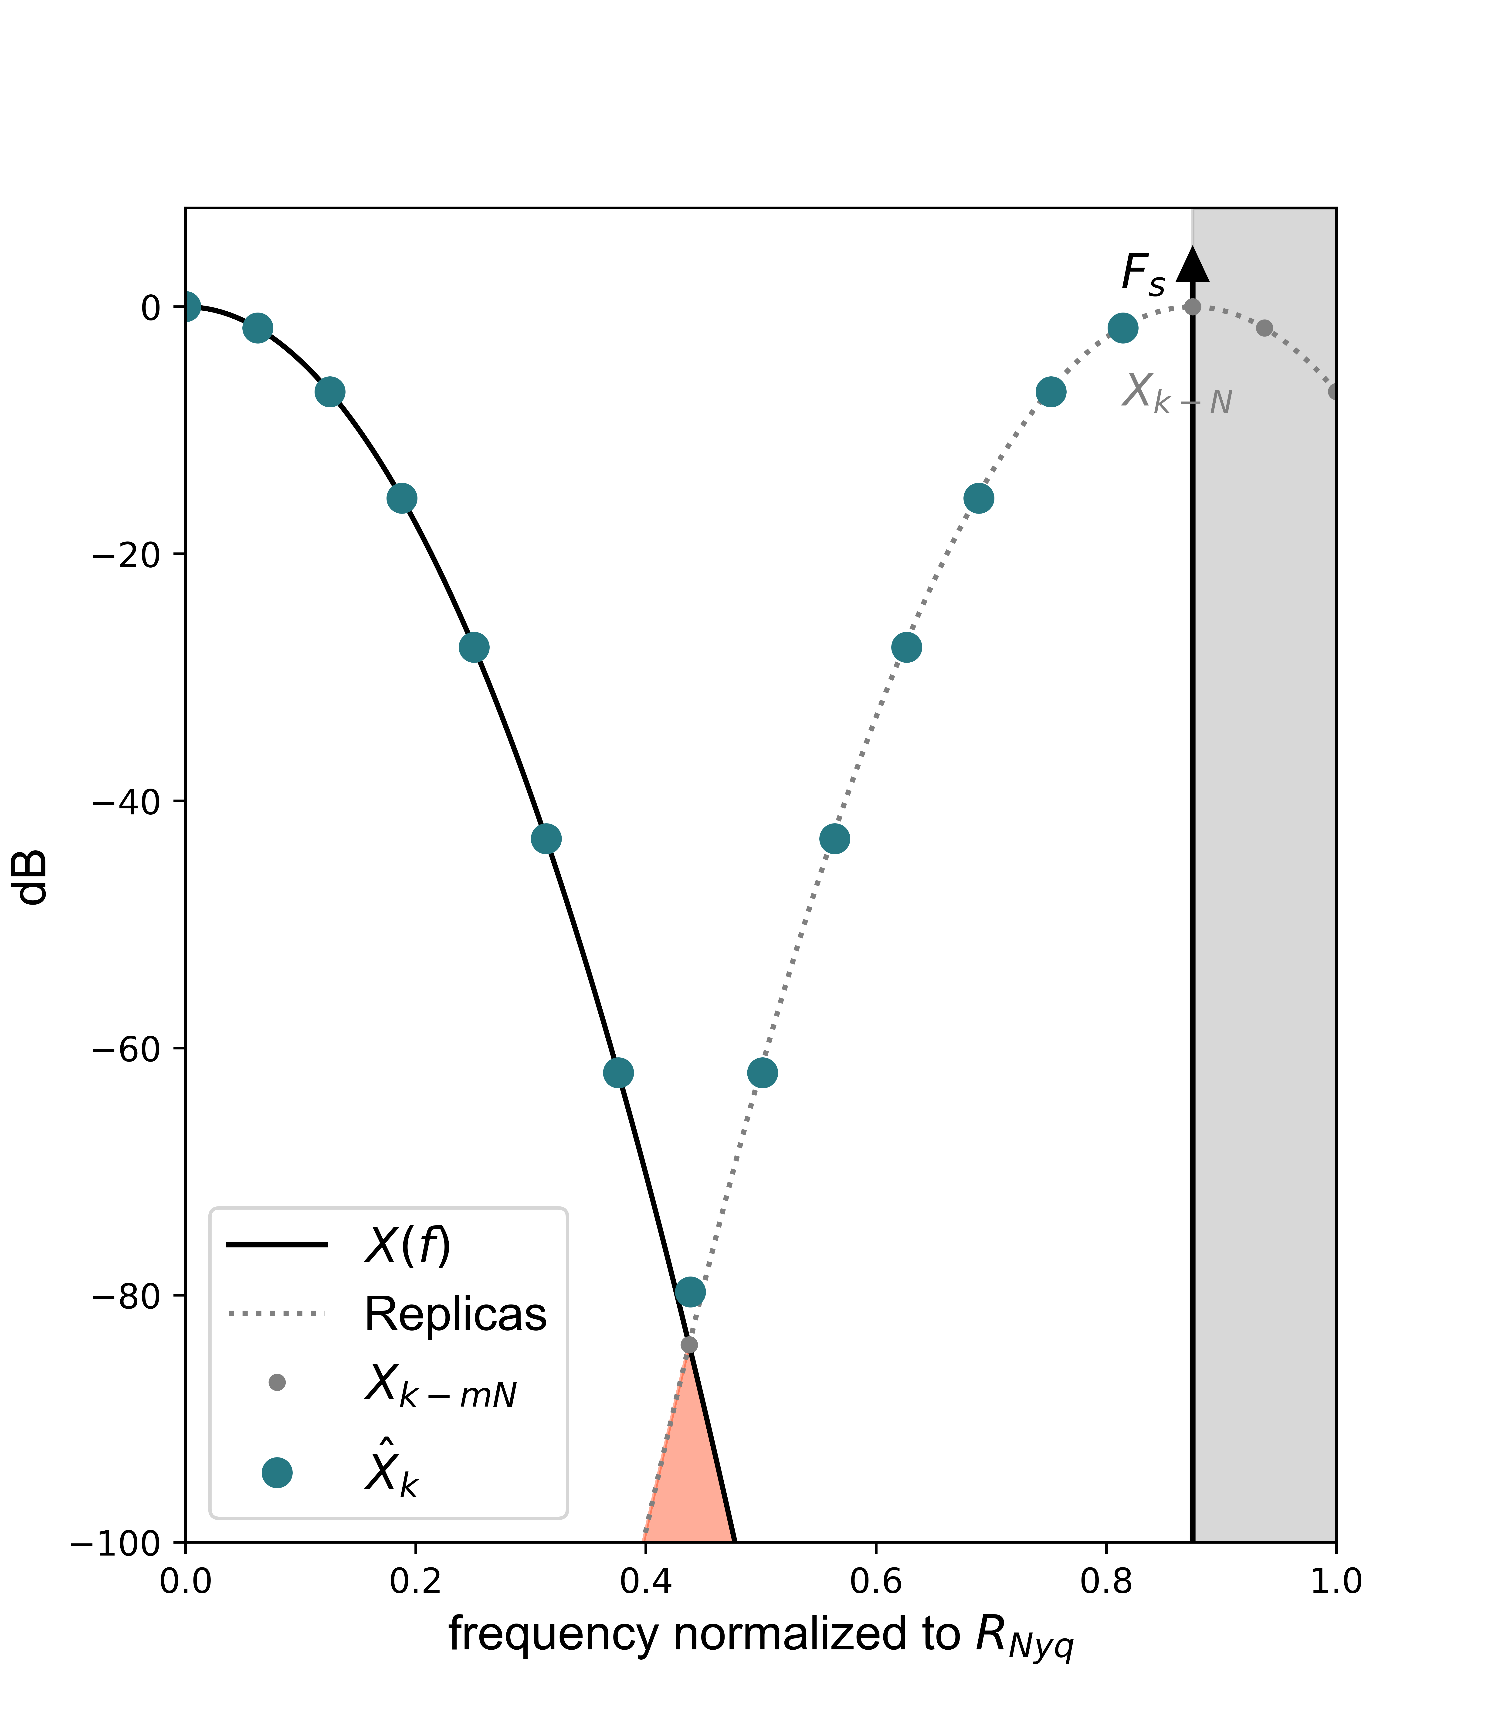 F_s
X_{k−N}
0
−20
−40
−60
−80
−100
dB
X(f)
Replicas
X_{k−mN}
X̂_k
0.0 0.2 0.4 0.6 0.8 1.0
frequency normalized to R_{Nyq}